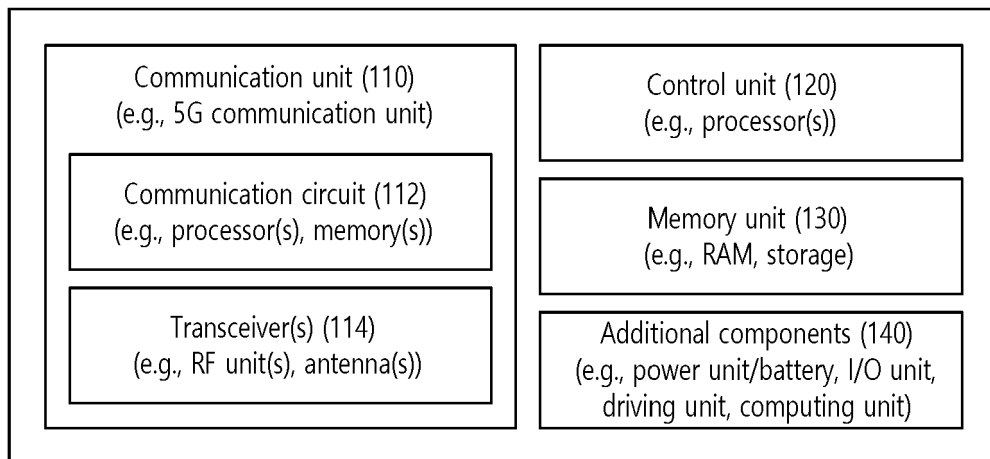 Communication unit (110)
(e.g., 5G communication unit)
Communication circuit (112)
(e.g., processor(s), memory(s))
Transceiver(s) (114)
(e.g., RF unit(s), antenna(s))
Control unit (120)
(e.g., processor(s))
Memory unit (130)
(e.g., RAM, storage)
Additional components (140)
(e.g., power unit/battery, I/O unit,
driving unit, computing unit)